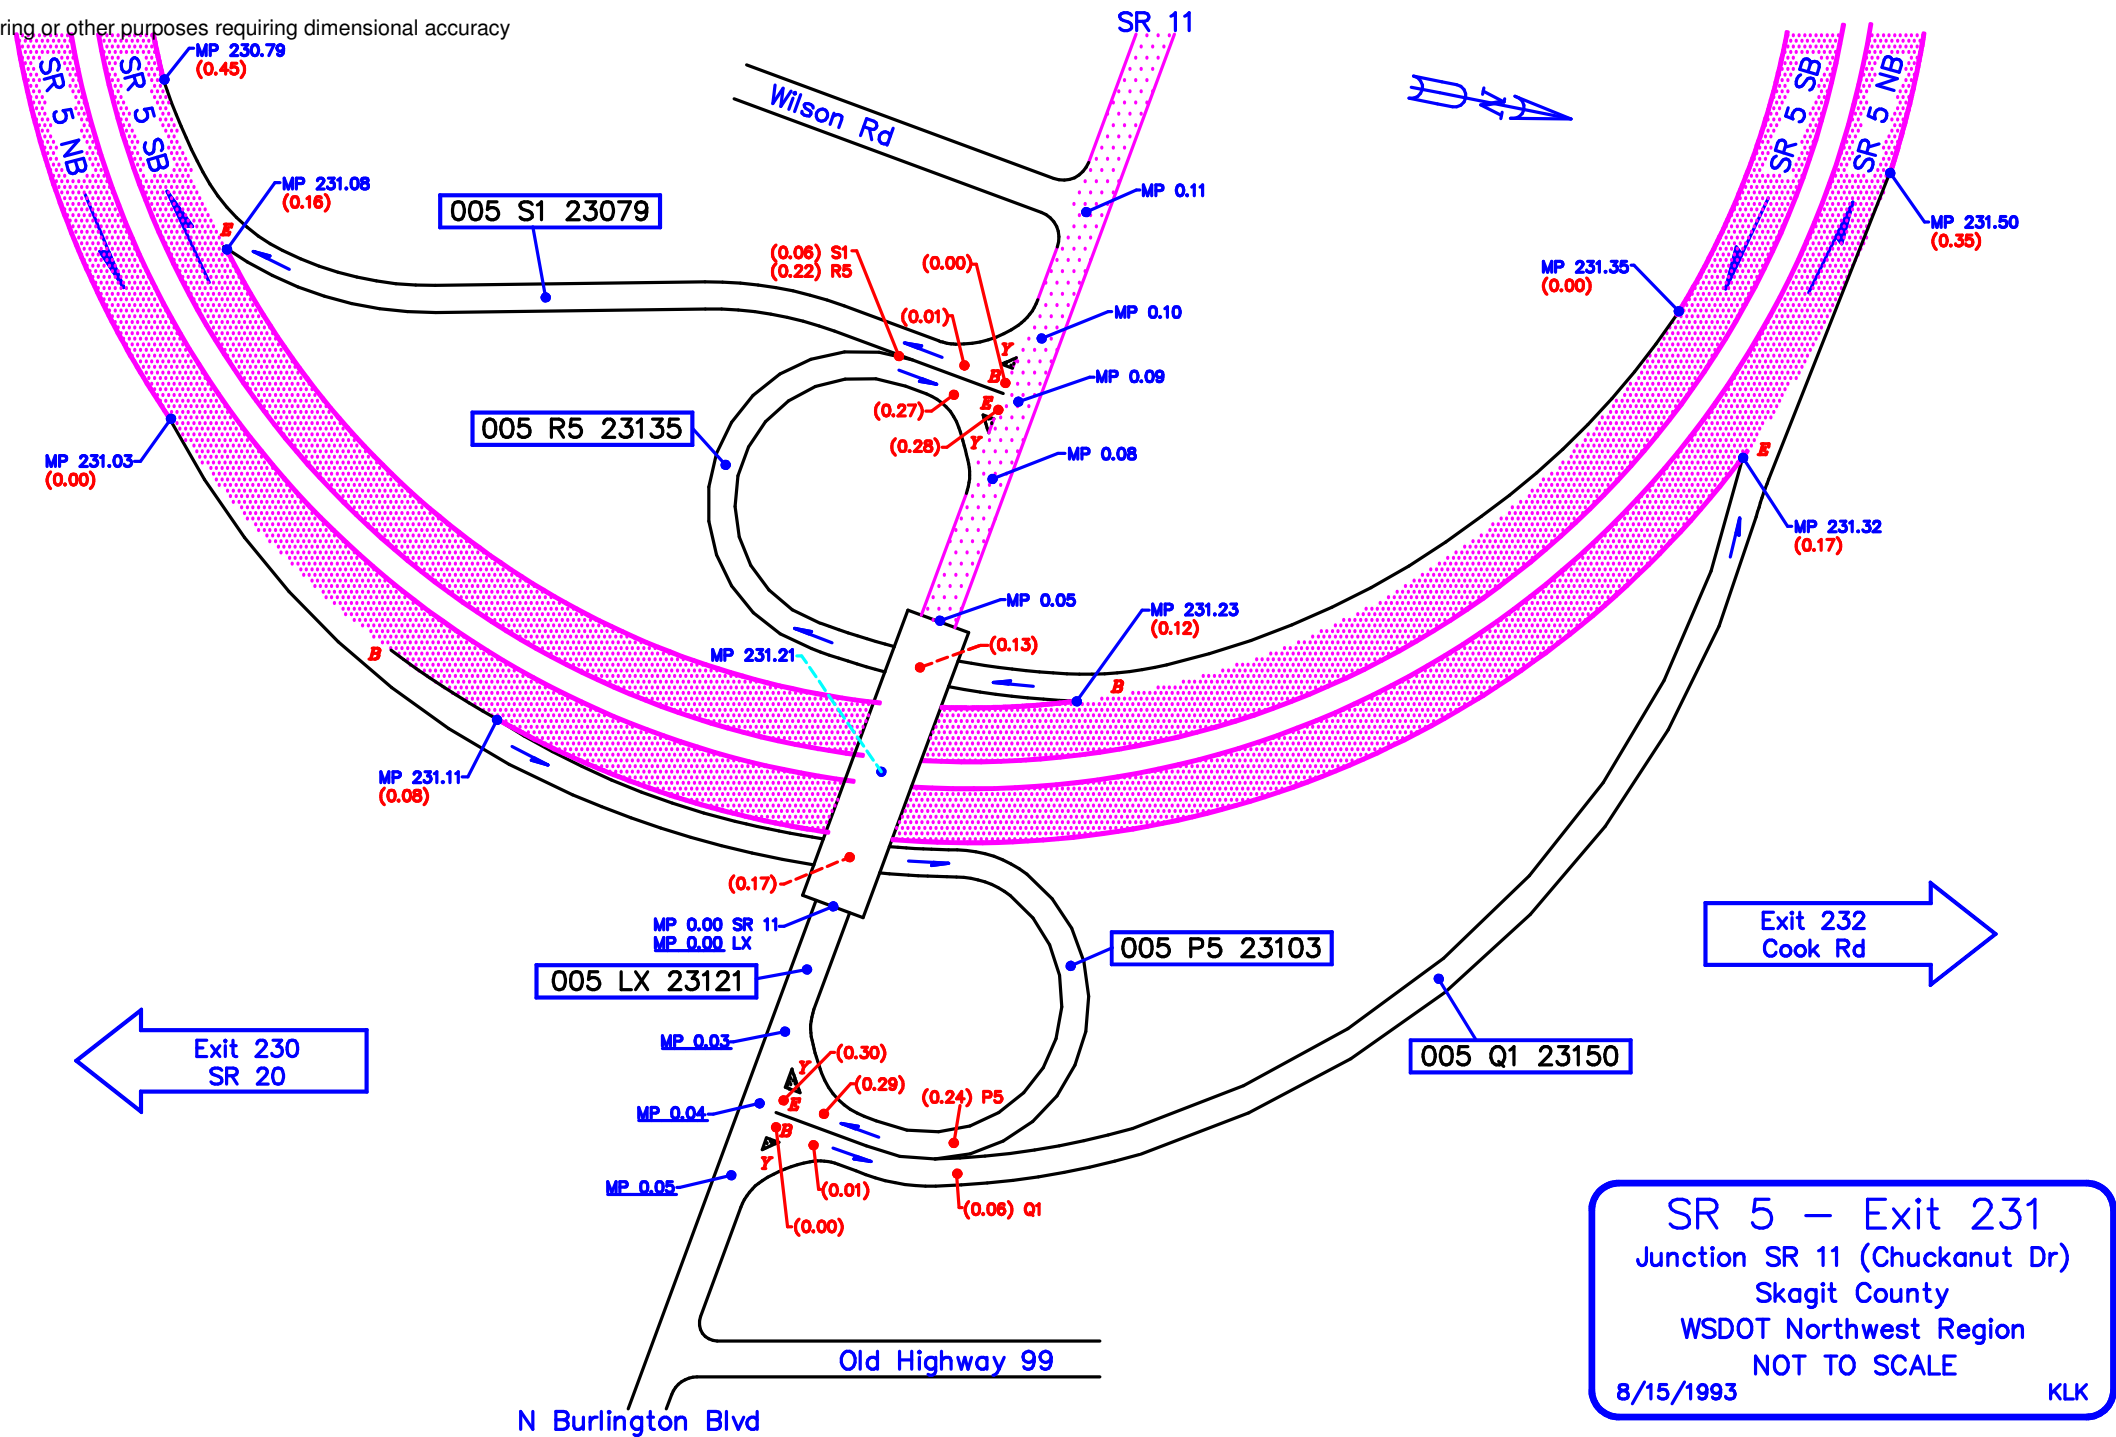 ring or other purposes requiring dimensional accuracy
SR 11
MP 230.79
(0.45)
SR 5 NB
SR 5 SB
Wilson Rd
N
SR 5 SB
SR 5 NB
MP 231.08
(0.16)
E
005 S1 23079
MP 0.11
MP 231.50
(0.35)
(0.06) S1
(0.22) R5
(0.00)
MP 231.35
(0.00)
(0.01)
MP 0.10
Y
B
MP 0.09
E
(0.27)
005 R5 23135
(0.28)
Y
MP 0.08
E
MP 231.03
(0.00)
MP 231.32
(0.17)
MP 0.05
MP 231.23
(0.12)
B
MP 231.21
(0.13)
B
MP 231.11
(0.08)
(0.17)
MP 0.00 SR 11
MP 0.00 LX
005 P5 23103
Exit 232
Cook Rd
005 LX 23121
Exit 230
SR 20
MP 0.03
(0.30)
005 Q1 23150
Y
(0.29)
(0.24) P5
E
MP 0.04
B
Y
MP 0.05
(0.01)
(0.06) Q1
(0.00)
SR 5 – Exit 231
Junction SR 11 (Chuckanut Dr)
Skagit County
WSDOT Northwest Region
NOT TO SCALE
8/15/1993 KLK
Old Highway 99
N Burlington Blvd